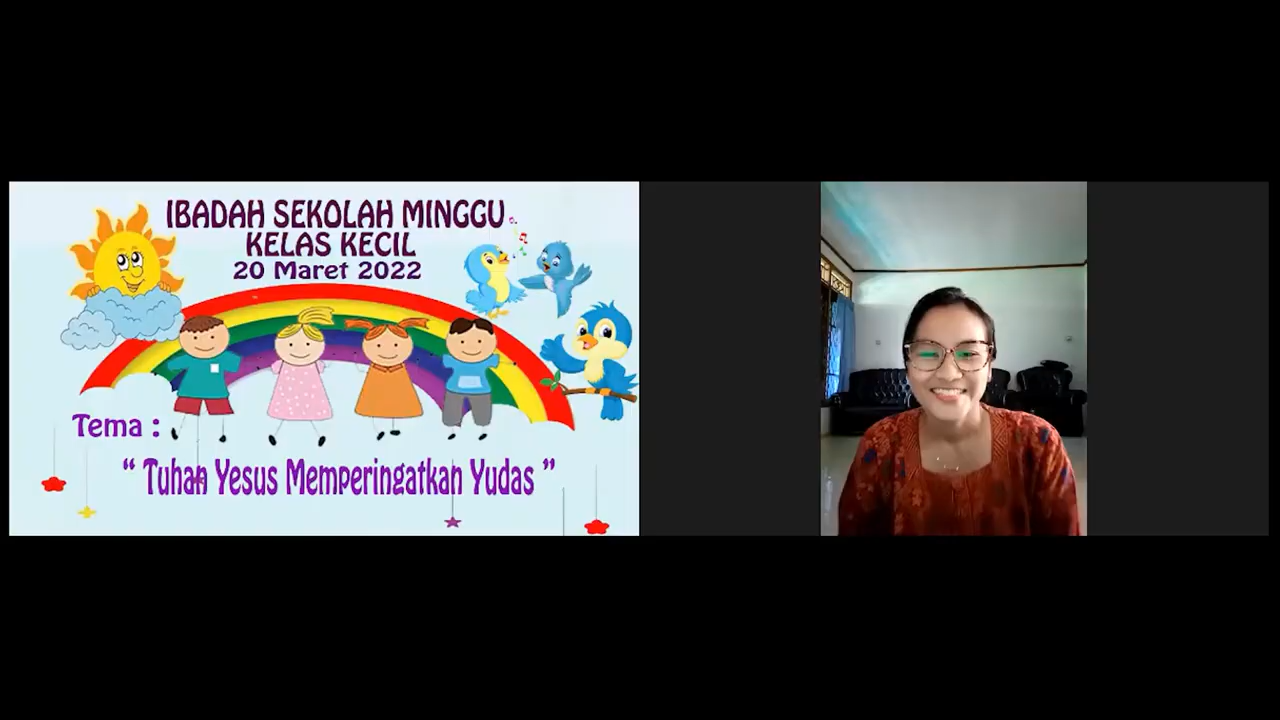 IBADAH SEKOLAH MINGGU
KELAS KECIL
20 Maret 2022
Tema :
“ Tuhan Yesus Memperingatkan Yudas ”